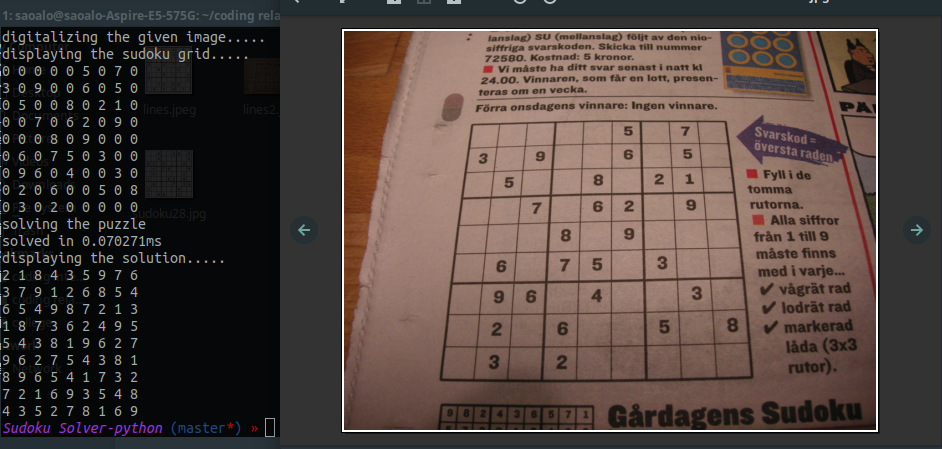 1: saoalo@saoalo-Aspire-E5-575G: ~/coding rela
digitalizing the given image.....
displaying the sudoku grid.....
0 0 0 0 0 5 0 7 0
3 0 9 0 0 6 0 5 0
0 5 0 0 8 0 2 1 0
0 0 7 0 6 2 0 9 0
0 0 0 8 0 9 0 0 0
0 6 0 7 5 0 3 0 0
0 9 6 0 4 0 0 3 0
0 2 0 0 0 0 5 0 8
0 3 0 2 0 0 0 0 0
solving the puzzle
solved in 0.070271ms
displaying the solution.....
2 1 8 4 3 5 9 7 6
3 7 9 1 2 6 8 5 4
6 5 4 9 8 7 2 1 3
1 8 7 3 6 2 4 9 5
5 4 3 8 1 9 6 2 7
9 6 2 7 5 4 3 8 1
8 9 6 5 4 1 7 3 2
7 2 1 6 9 3 5 4 8
4 3 5 2 7 8 1 6 9
Sudoku Solver-python (master*) »
lines.jpeg
lines2.
udoku28.jpg
lanslag) SU (mellanslag) följt av den nio-
siffriga svarskoden. Skicka till nummer
72580. Kostnad: 5 kronor.
Vi måste ha ditt svar senast i natt kl
24.00. Vinnaren, som får en lott, presen-
teras om en vecka.
Förra onsdagens vinnare: Ingen vinnare.
5 7
3 9 6 5
5 8 2 1
7 6 2 9
8 9
6 7 5 3
9 6 4 3
2 6 5 8
3 2
Svarskod =
översta raden
Fyll i de
tomma
rutorna.
Alla siffror
från 1 till 9
måste finns
med i varje...
✔ vågrät rad
✔ lodrät rad
✔ markerad
låda (3x3
rutor).
9 8 2 4 3 6 5 7 1
Gårdagens Sudoku